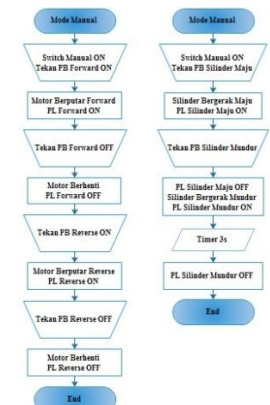 Mode Manual
Switch Manual ON
Tekan PB Forward ON
Motor Berputar Forward
PL Forward ON
Tekan PB Forward OFF
Motor Berhenti
PL Forward OFF
Tekan PB Reverse ON
Motor Berputar Reverse
PL Reverse ON
Tekan PB Reverse OFF
Motor Berhenti
PL Reverse OFF
End
Mode Manual
Switch Manual ON
Tekan PB Silinder Maju
Silinder Bergerak Maju
PL Silinder Maju ON
Tekan PB Silinder Mundur
PL Silinder Maju OFF
Silinder Bergerak Mundur
PL Silinder Mundur ON
Timer 3s
PL Silinder Mundur OFF
End